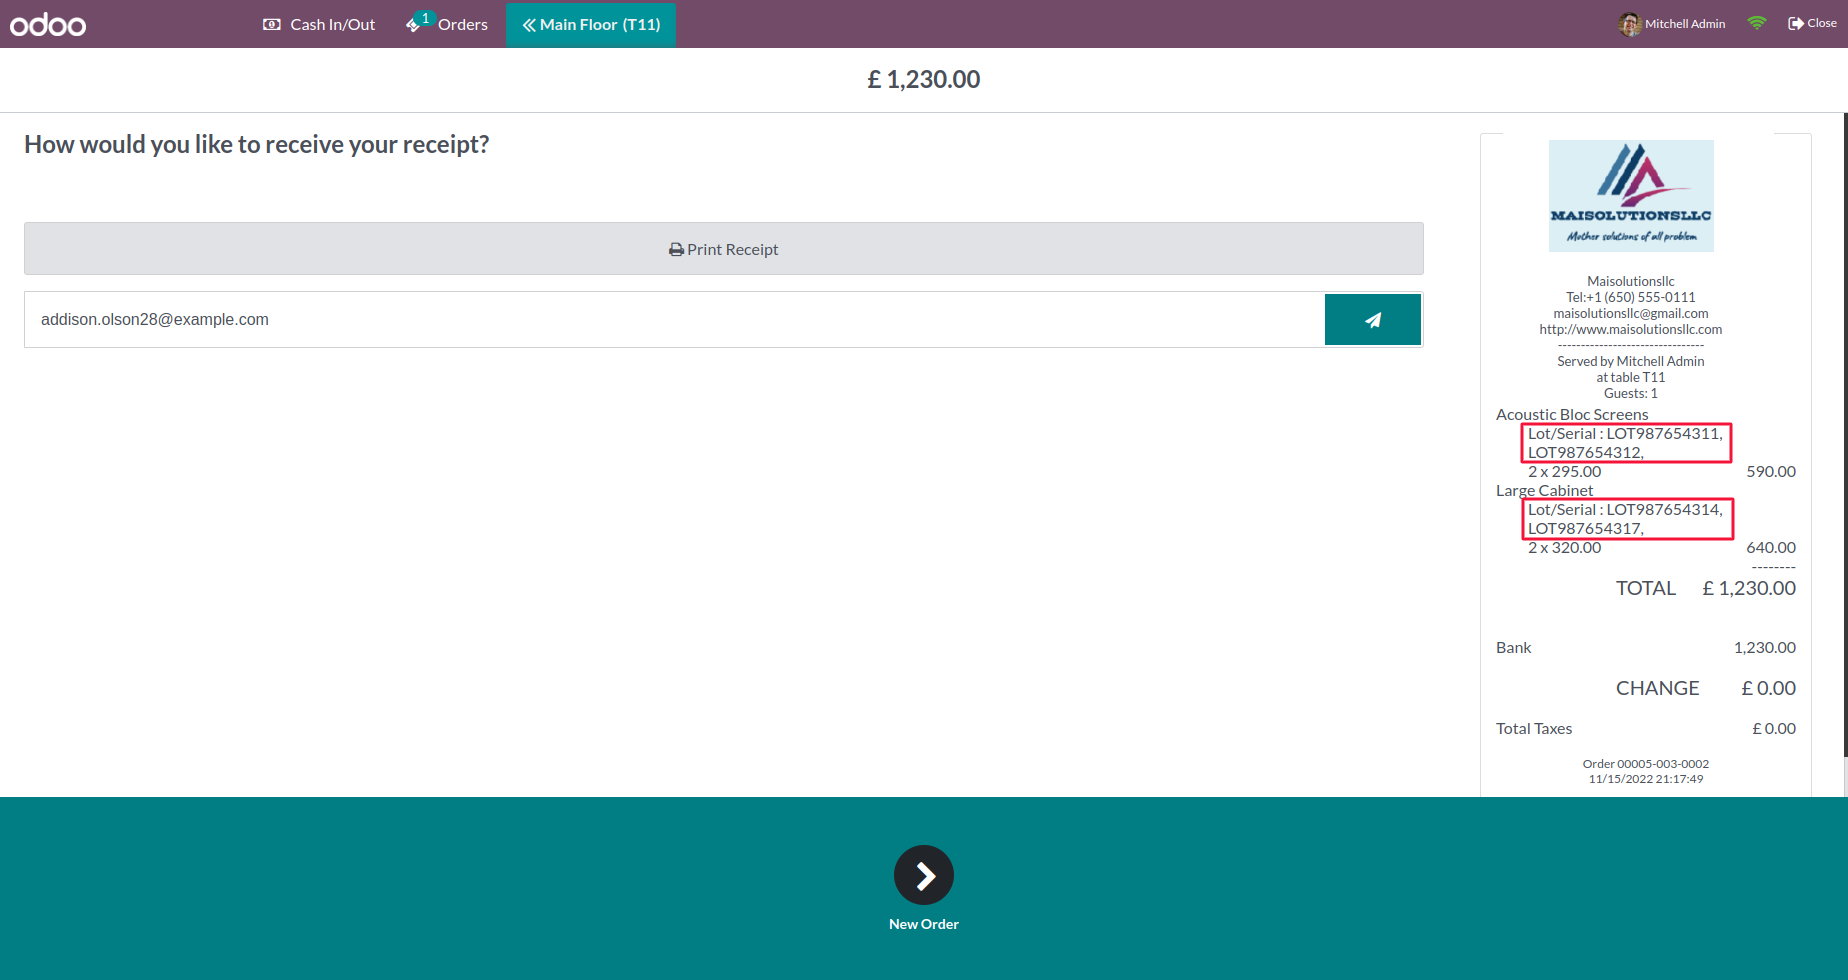 odoo
Cash In/Out
1
Orders
Main Floor (T11)
Mitchell Admin
Close
£ 1,230.00
How would you like to receive your receipt?
Print Receipt
addison.olson28@example.com
MAISOLUTIONSLLC
Mother solutions of all problem
Maisolutionsllc
Tel:+1 (650) 555-0111
maisolutionsllc@gmail.com
http://www.maisolutionsllc.com
--------------------------------
Served by Mitchell Admin
at table T11
Guests: 1
Acoustic Bloc Screens
Lot/Serial : LOT987654311,
LOT987654312,
2 x 295.00 590.00
Large Cabinet
Lot/Serial : LOT987654314,
LOT987654317,
2 x 320.00 640.00
--------
TOTAL £ 1,230.00
Bank 1,230.00
CHANGE £ 0.00
Total Taxes £ 0.00
Order 00005-003-0002
11/15/2022 21:17:49
New Order